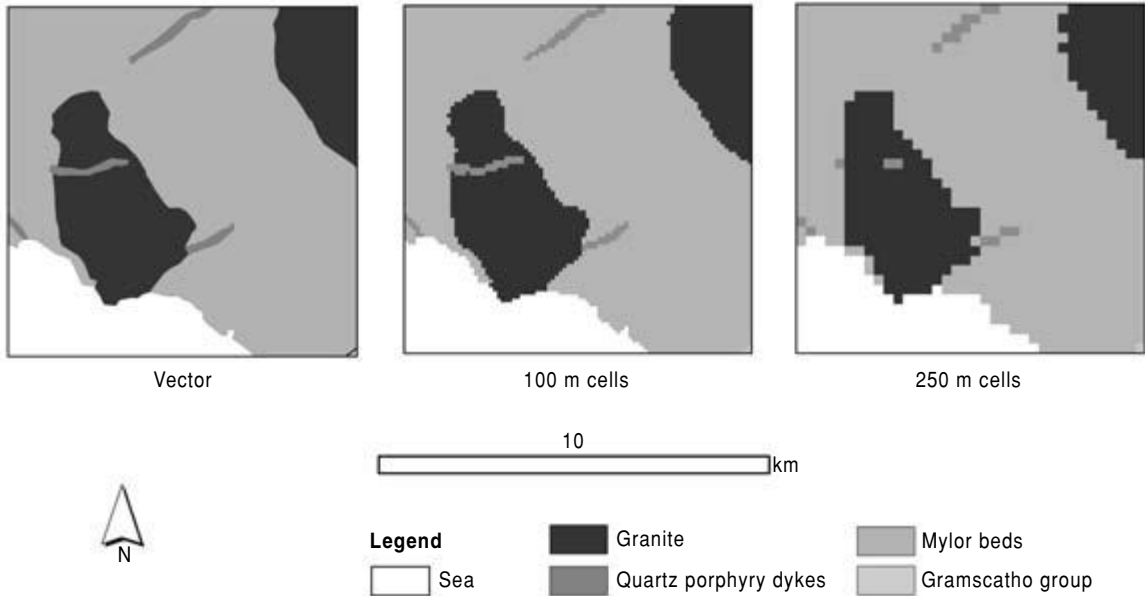 Vector
100 m cells
250 m cells
10
km
N
Legend
Granite
Mylor beds
Sea
Quartz porphyry dykes
Gramscatho group